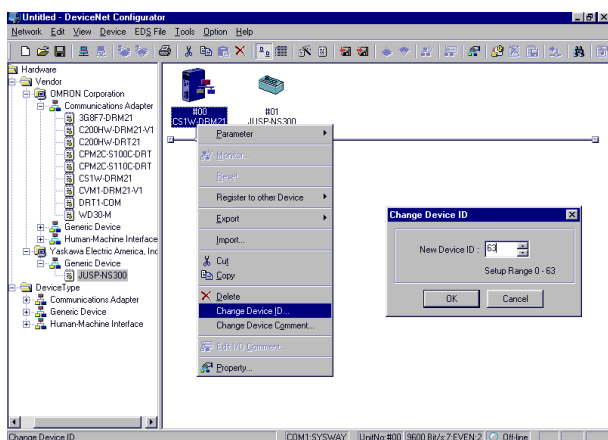 Untitled - DeviceNet Configurator
Network Edit View Device EDS File Tools Option Help
Hardware
Vendor
OMRON Corporation
Communications Adapter
3G8F7-DRM21
C200HW-DRM21-V1
C200HW-DRT21
CPM2C-S100C-DRT
CPM2C-S110C-DRT
CS1W-DRM21
CVM1-DRM21-V1
DRT1-COM
WD30-M
Generic Device
Human-Machine Interface
Yaskawa Electric America, Inc
Generic Device
JUSP-NS300
DeviceType
Communications Adapter
Generic Device
Human-Machine Interface
#00
CS1W-DRM21
#01
JUSP-NS300
Parameter
Monitor...
Reset
Register to other Device
Export
Import...
Cut
Copy
Delete
Change Device ID...
Change Device Comment...
Edit I/O Comment
Property...
Change Device ID
New Device ID : 63
Setup Range 0 - 63
OK Cancel
Change Device ID COM1:SYSWAY UnitNo:#00 9600 Bit/s:7:EVEN:2 Off-line